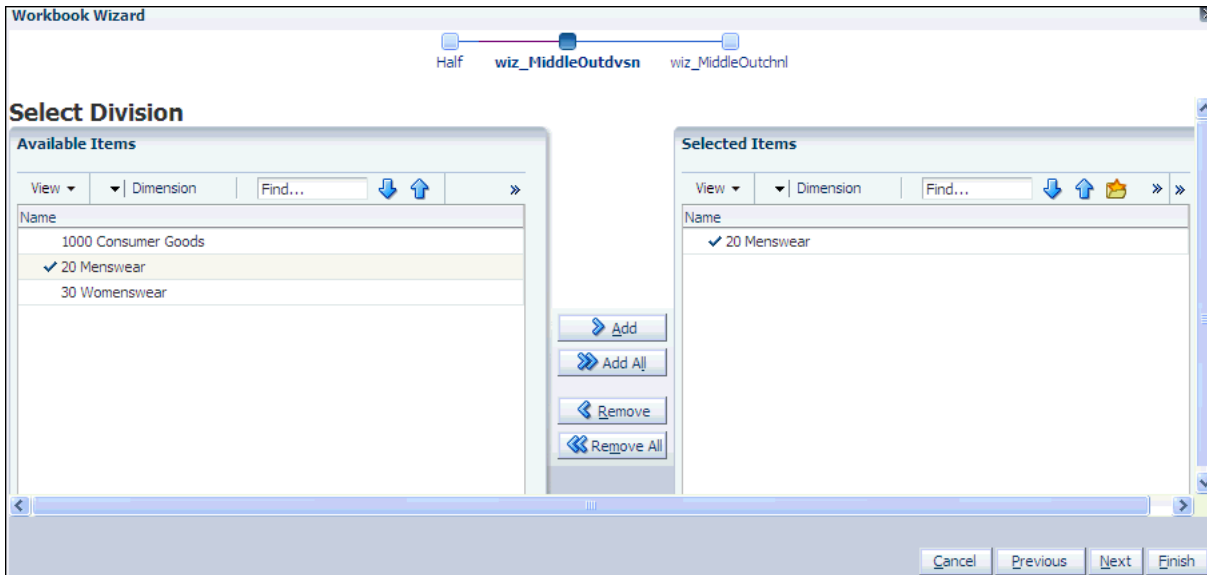 Workbook Wizard
Half wiz_MiddleOutdvsn wiz_MiddleOutchnl
Select Division
Available Items
View Dimension Find...
Name
1000 Consumer Goods
20 Menswear
30 Womenswear
Add
Add All
Remove
Remove All
Selected Items
View Dimension Find...
Name
20 Menswear
Cancel Previous Next Finish